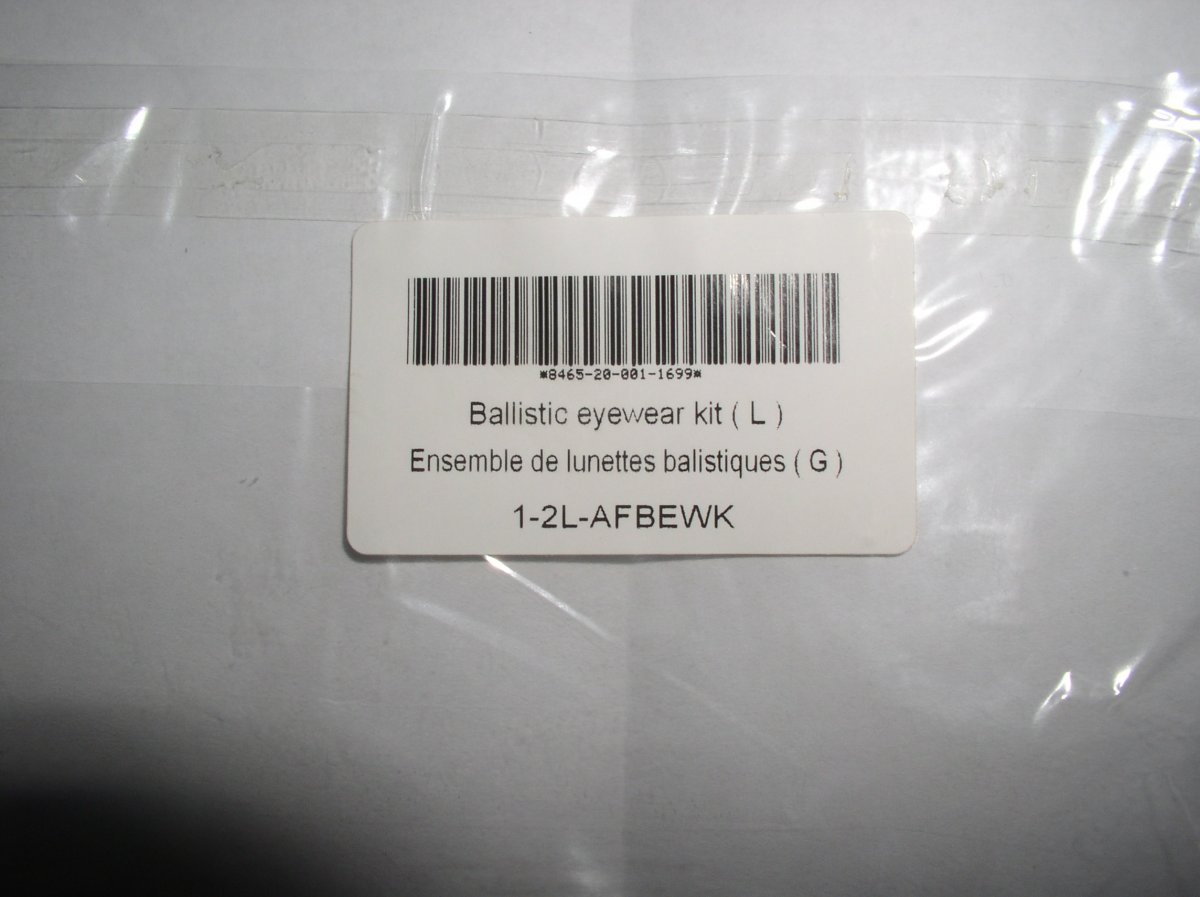 *8465-20-001-1699*
Ballistic eyewear kit ( L )
Ensemble de lunettes balistiques ( G )
1-2L-AFBEWK